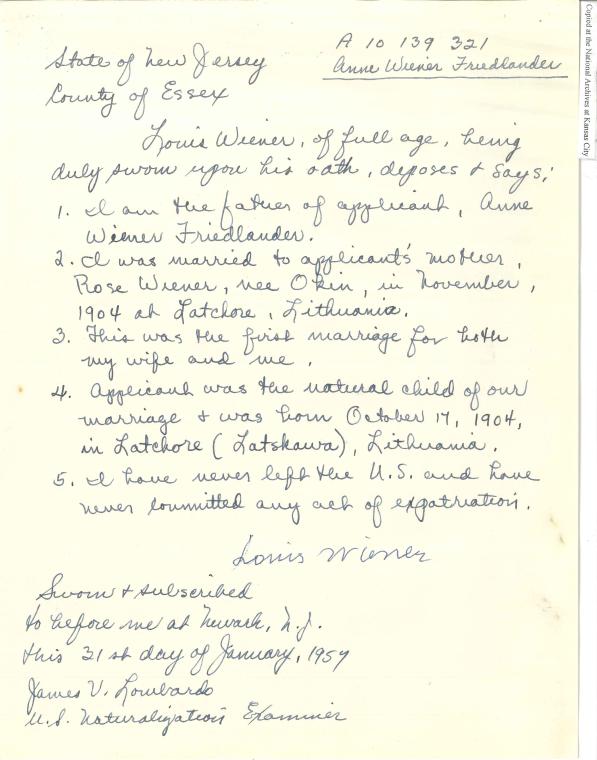 Copied at the National Archives at Kansas City
A 10 139 321
Anne Wiener Friedlander
State of New Jersey
County of Essex
Louis Wiener, of full age, being
duly sworn upon his oath, deposes & says:
1. I am the father of applicant, Anne
Wiener Friedlander.
2. I was married to applicant's mother,
Rose Wiener, nee Okin, in November,
1904 at Latchore, Lithuania.
3. This was the first marriage for both
my wife and me.
4. Applicant was the natural child of our
marriage & was born October 17, 1904,
in Latchore (Latskawa), Lithuania.
5. I have never left the U.S. and have
never committed any act of expatriation.
Louis Wiener
Sworn & subscribed
to before me at Newark, N.J.
this 31st day of January, 1957
James V. Lombardo
U.S. Naturalization Examiner